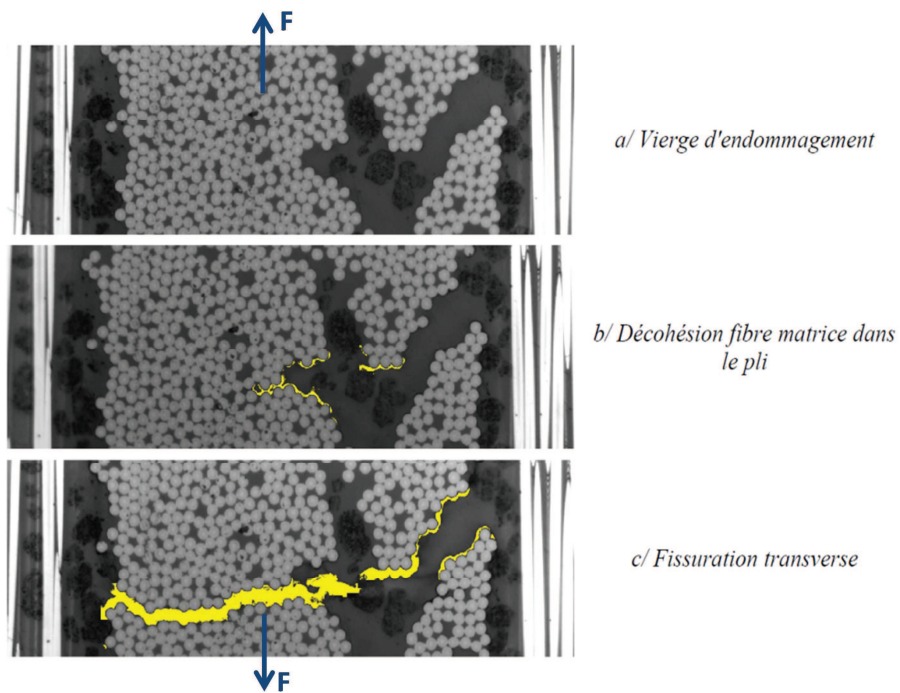 F
a/ Vierge d'endommagement
b/ Décohésion fibre matrice dans
le pli
c/ Fissuration transverse
F